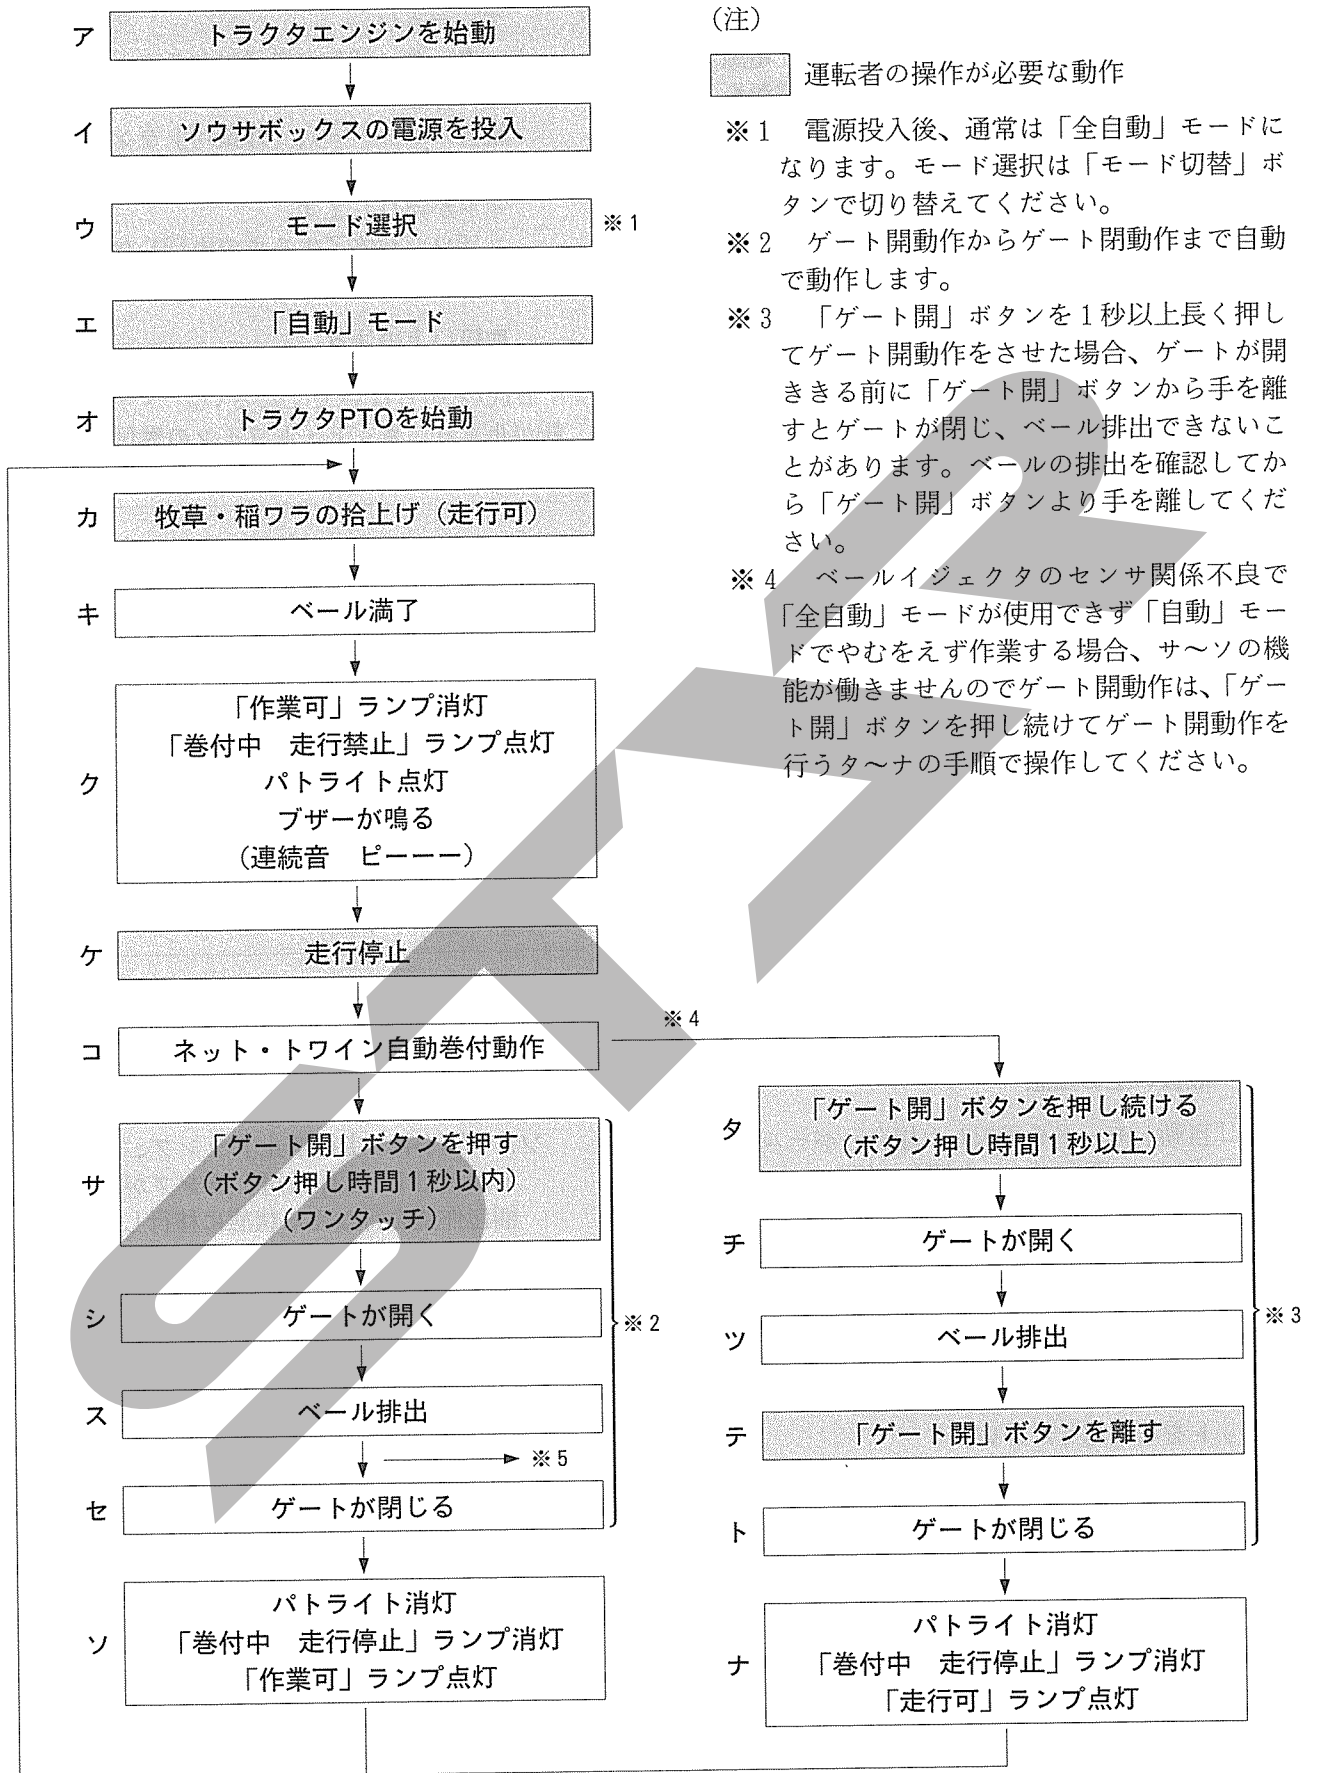 ア トラクタエンジンを始動
イ ソウサボックスの電源を投入
ウ モード選択 ※1
エ 「自動」モード
オ トラクタPTOを始動
カ 牧草・稲ワラの拾上げ（走行可）
キ ベール満了
ク 「作業可」ランプ消灯
「巻付中　走行禁止」ランプ点灯
パトライト点灯
ブザーが鳴る
（連続音　ピーーー）
ケ 走行停止
コ ネット・トワイン自動巻付動作
※4
サ 「ゲート開」ボタンを押す
（ボタン押し時間1秒以内）
（ワンタッチ）
シ ゲートが開く
※2
ス ベール排出
※5
セ ゲートが閉じる
ソ パトライト消灯
「巻付中　走行停止」ランプ消灯
「作業可」ランプ点灯
（注）
運転者の操作が必要な動作
※1　電源投入後、通常は「全自動」モードに
なります。モード選択は「モード切替」ボ
タンで切り替えてください。
※2　ゲート開動作からゲート閉動作まで自動
で動作します。
※3　「ゲート開」ボタンを1秒以上長く押し
てゲート開動作をさせた場合、ゲートが開
ききる前に「ゲート開」ボタンから手を離
すとゲートが閉じ、ベール排出できないこ
とがあります。ベールの排出を確認してか
ら「ゲート開」ボタンより手を離してくだ
さい。
※4　ベールイジェクタのセンサ関係不良で
「全自動」モードが使用できず「自動」モー
ドでやむをえず作業する場合、サ～ソの機
能が働きませんのでゲート開動作は、「ゲー
ト開」ボタンを押し続けてゲート開動作を
行うタ～ナの手順で操作してください。
タ 「ゲート開」ボタンを押し続ける
（ボタン押し時間1秒以上）
チ ゲートが開く
※3
ツ ベール排出
テ 「ゲート開」ボタンを離す
ト ゲートが閉じる
ナ パトライト消灯
「巻付中　走行停止」ランプ消灯
「走行可」ランプ点灯
STYR